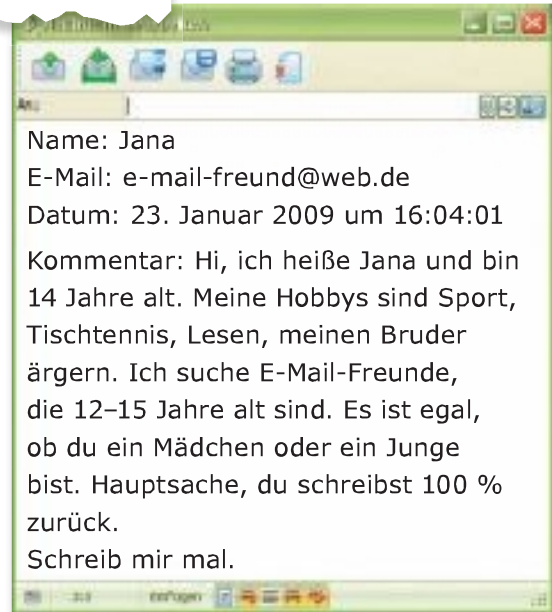 An:
Name: Jana
E-Mail: e-mail-freund@web.de
Datum: 23. Januar 2009 um 16:04:01
Kommentar: Hi, ich heiße Jana und bin
14 Jahre alt. Meine Hobbys sind Sport,
Tischtennis, Lesen, meinen Bruder
ärgern. Ich suche E-Mail-Freunde,
die 12–15 Jahre alt sind. Es ist egal,
ob du ein Mädchen oder ein Junge
bist. Hauptsache, du schreibst 100 %
zurück.
Schreib mir mal.
einfügen